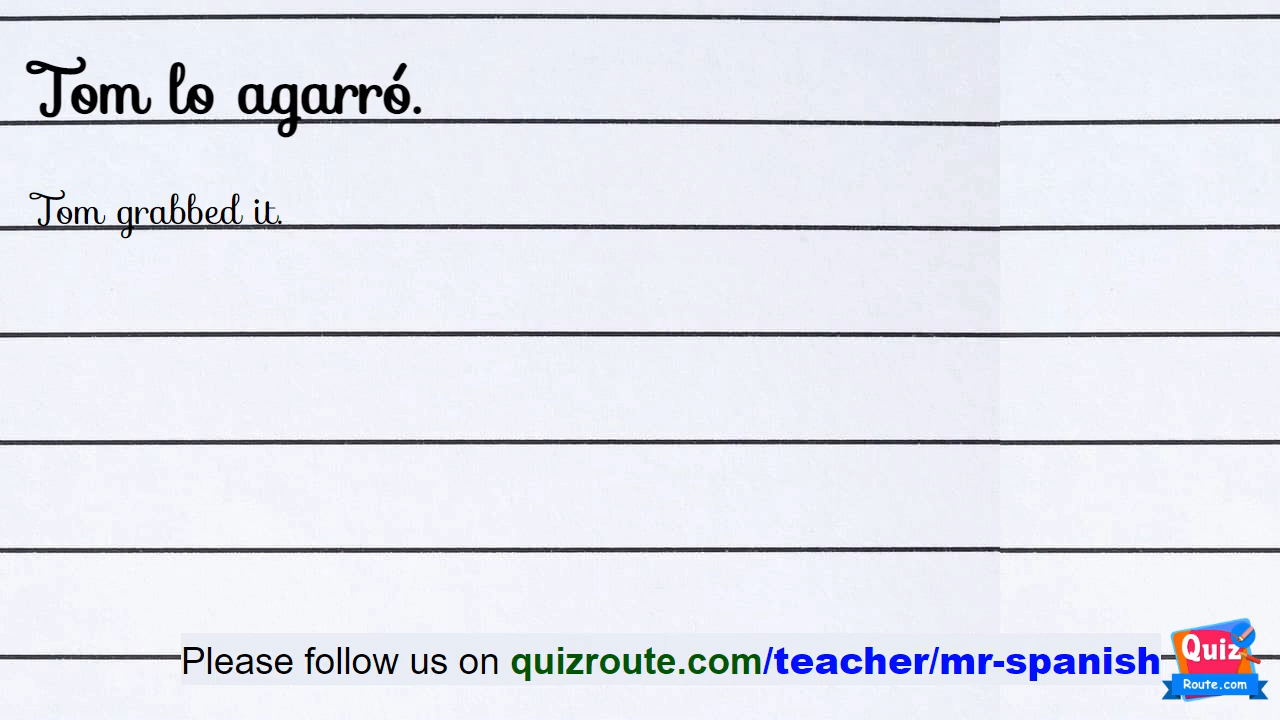 Tom lo agarró.
Tom grabbed it.
Please follow us on quizroute.com/teacher/mr-spanish
Quiz
Route.com